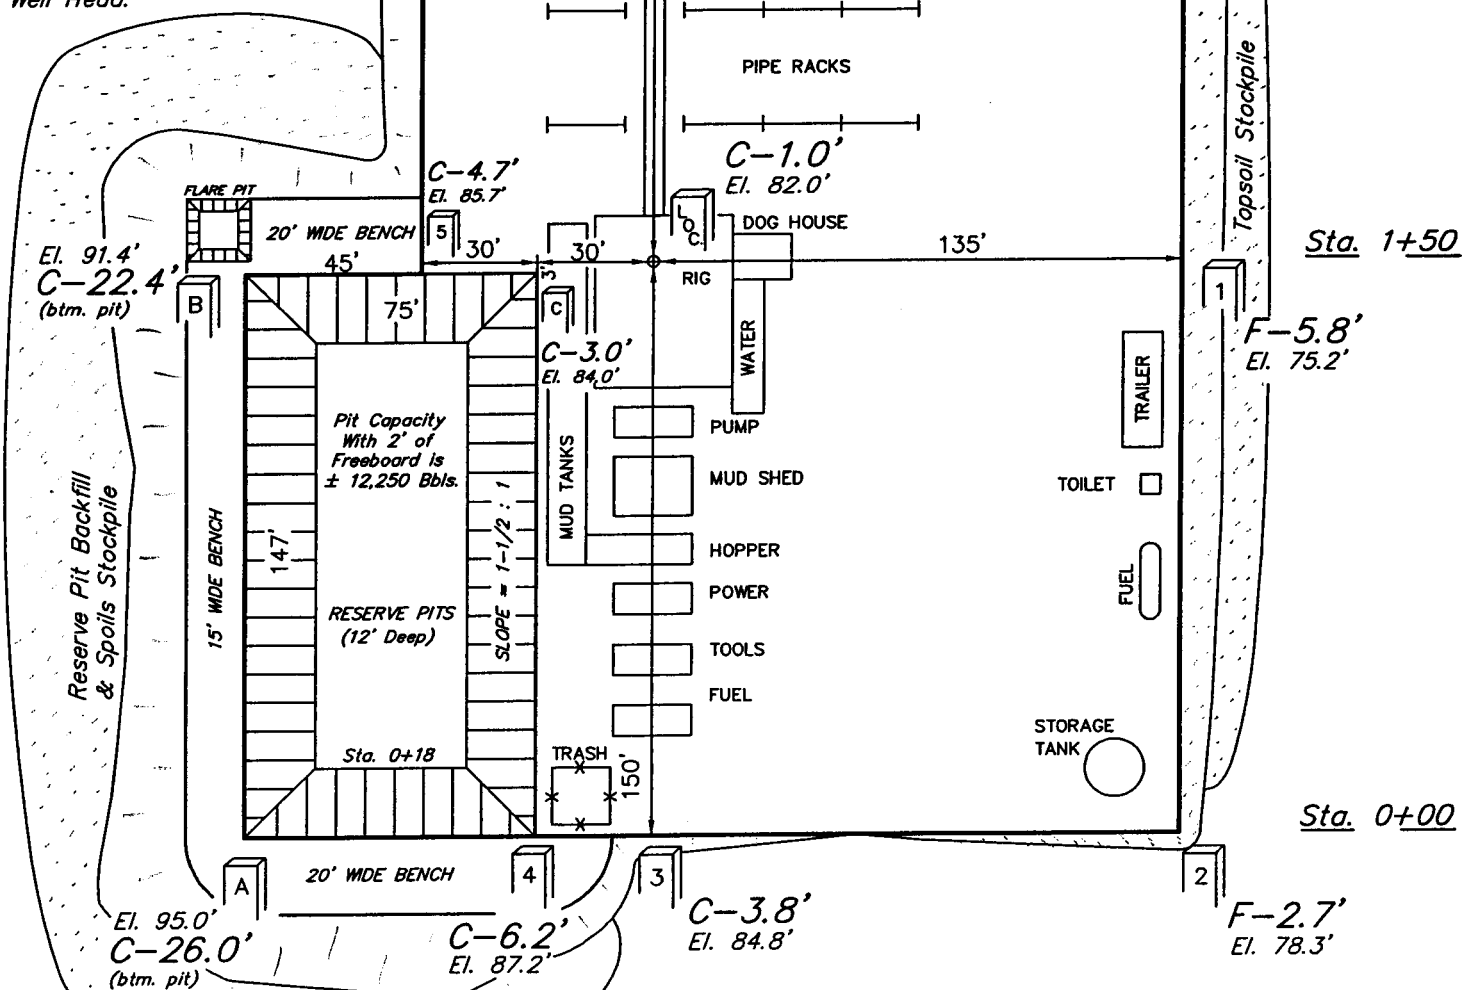 Well Head.
PIPE RACKS
Topsoil Stockpile
C-4.7'
El. 85.7'
C-1.0'
El. 82.0'
FLARE PIT
5
20' WIDE BENCH
30'
30'
LOC.
DOG HOUSE
135'
Sta. 1+50
El. 91.4'
C-22.4'
(btm. pit)
45'
3'
RIG
B
75'
C
1
C-3.0'
El. 84.0'
WATER
F-5.8'
El. 75.2'
TRAILER
Pit Capacity
With 2' of
Freeboard is
± 12,250 Bbls.
PUMP
MUD SHED
TOILET
MUD TANKS
HOPPER
Reserve Pit Backfill
& Spoils Stockpile
15' WIDE BENCH
147'
SLOPE = 1-1/2 : 1
POWER
FUEL
RESERVE PITS
(12' Deep)
TOOLS
FUEL
STORAGE
TANK
Sta. 0+18
TRASH
150'
Sta. 0+00
A
20' WIDE BENCH
4
3
2
El. 95.0'
C-26.0'
(btm. pit)
C-6.2'
El. 87.2'
C-3.8'
El. 84.8'
F-2.7'
El. 78.3'